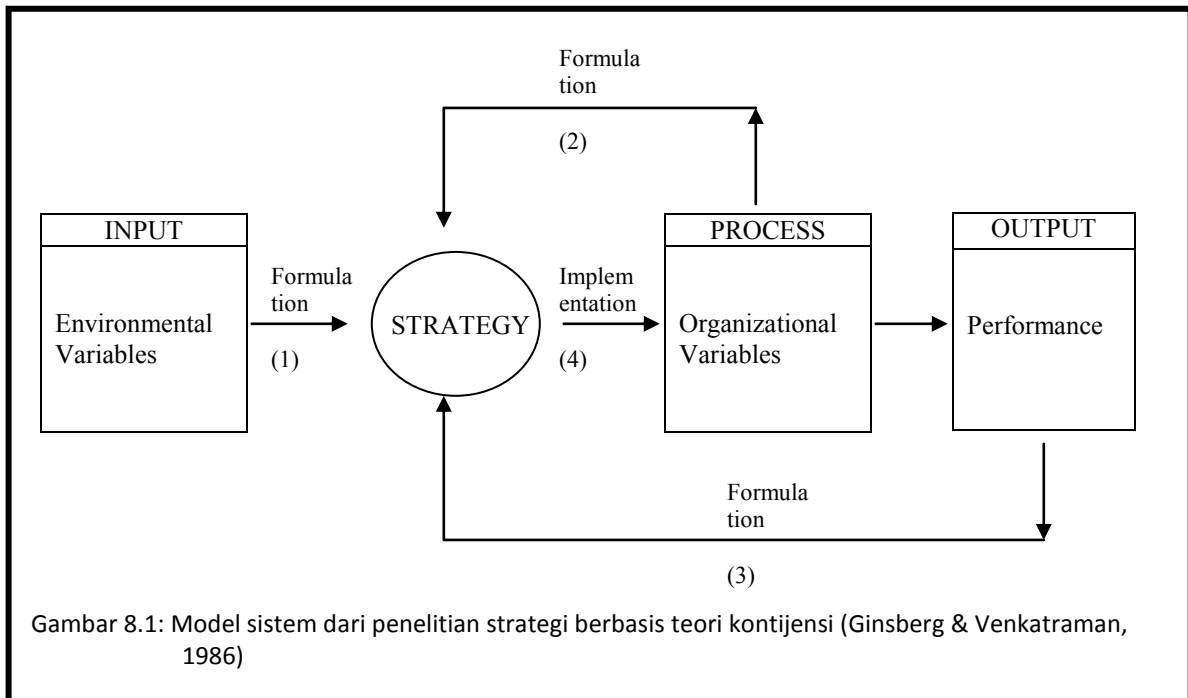 Formula
tion
(2)
INPUT
PROCESS
OUTPUT
Environmental
Variables
Formula
tion
(1)
STRATEGY
Implem
entation
(4)
Organizational
Variables
Performance
Formula
tion
(3)
Gambar 8.1: Model sistem dari penelitian strategi berbasis teori kontijensi (Ginsberg & Venkatraman,
1986)